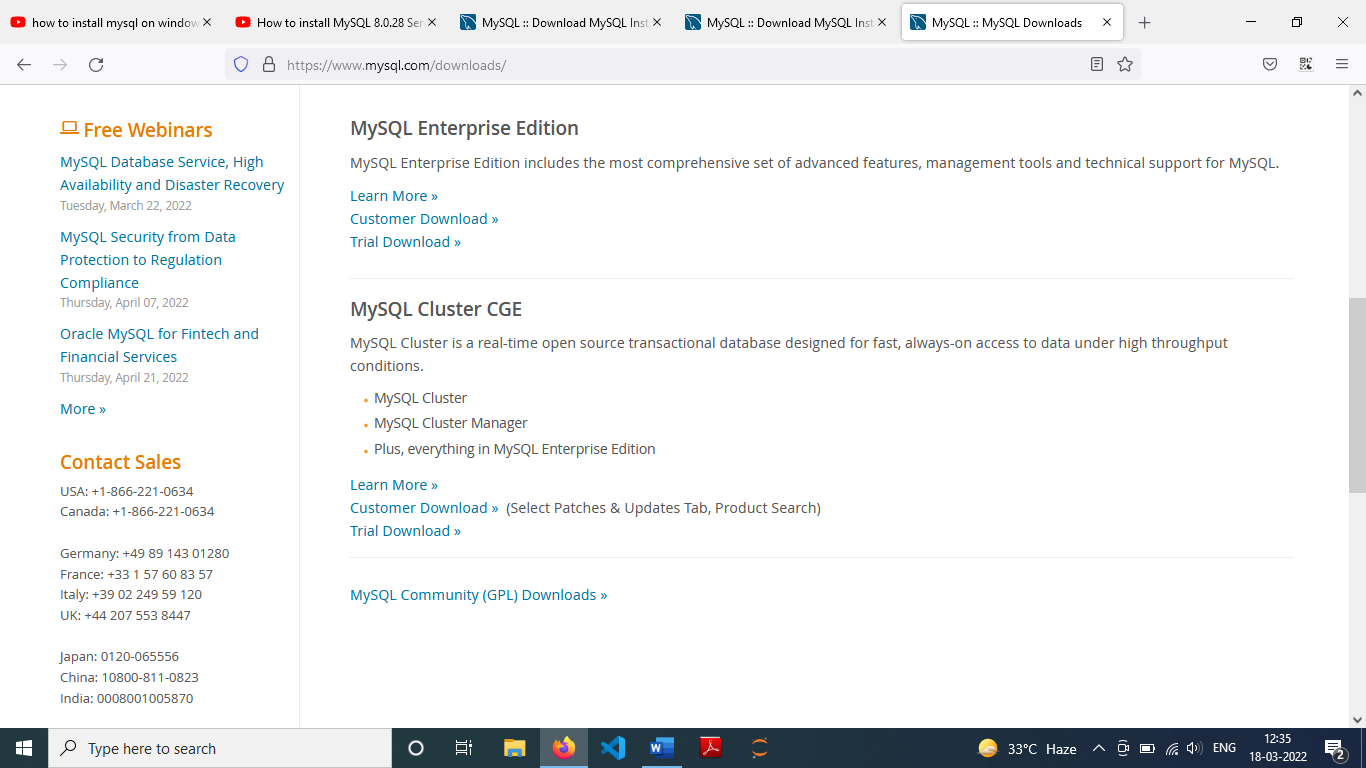 how to install mysql on window
How to install MySQL 8.0.28 Ser
MySQL :: Download MySQL Inst
MySQL :: Download MySQL Inst
MySQL :: MySQL Downloads
https://www.mysql.com/downloads/
Free Webinars
MySQL Database Service, High
Availability and Disaster Recovery
Tuesday, March 22, 2022
MySQL Security from Data
Protection to Regulation
Compliance
Thursday, April 07, 2022
Oracle MySQL for Fintech and
Financial Services
Thursday, April 21, 2022
More »
Contact Sales
USA: +1-866-221-0634
Canada: +1-866-221-0634
Germany: +49 89 143 01280
France: +33 1 57 60 83 57
Italy: +39 02 249 59 120
UK: +44 207 553 8447
Japan: 0120-065556
China: 10800-811-0823
India: 0008001005870
MySQL Enterprise Edition
MySQL Enterprise Edition includes the most comprehensive set of advanced features, management tools and technical support for MySQL.
Learn More »
Customer Download »
Trial Download »
MySQL Cluster CGE
MySQL Cluster is a real-time open source transactional database designed for fast, always-on access to data under high throughput
conditions.
• MySQL Cluster
• MySQL Cluster Manager
• Plus, everything in MySQL Enterprise Edition
Learn More »
Customer Download » (Select Patches & Updates Tab, Product Search)
Trial Download »
MySQL Community (GPL) Downloads »
Type here to search
33°C Haze
ENG
12:35
18-03-2022
2